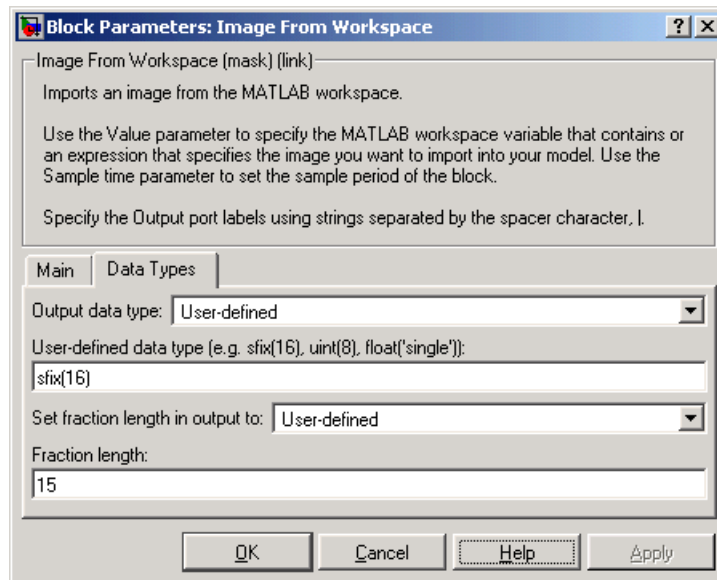 Block Parameters: Image From Workspace
Image From Workspace (mask) (link)
Imports an image from the MATLAB workspace.
Use the Value parameter to specify the MATLAB workspace variable that contains or
an expression that specifies the image you want to import into your model. Use the
Sample time parameter to set the sample period of the block.
Specify the Output port labels using strings separated by the spacer character, |.
Main Data Types
Output data type: User-defined
User-defined data type (e.g. sfix(16), uint(8), float('single')):
sfix(16)
Set fraction length in output to: User-defined
Fraction length:
15
OK Cancel Help Apply